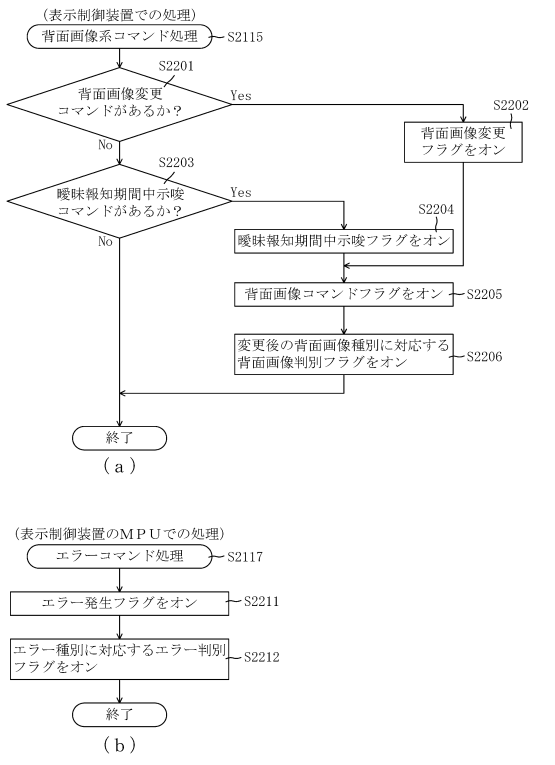 (表示制御装置での処理)
背面画像系コマンド処理
S2115
S2201
背面画像変更
コマンドがあるか?
Yes
No
S2202
背面画像変更
フラグをオン
S2203
曖昧報知期間中示唆
コマンドがあるか?
Yes
No
S2204
曖昧報知期間中示唆フラグをオン
背面画像コマンドフラグをオン
S2205
変更後の背面画像種別に対応する
背面画像判別フラグをオン
S2206
終了
(a)
(表示制御装置のMPUでの処理)
エラーコマンド処理
S2117
エラー発生フラグをオン
S2211
エラー種別に対応するエラー判別
フラグをオン
S2212
終了
(b)